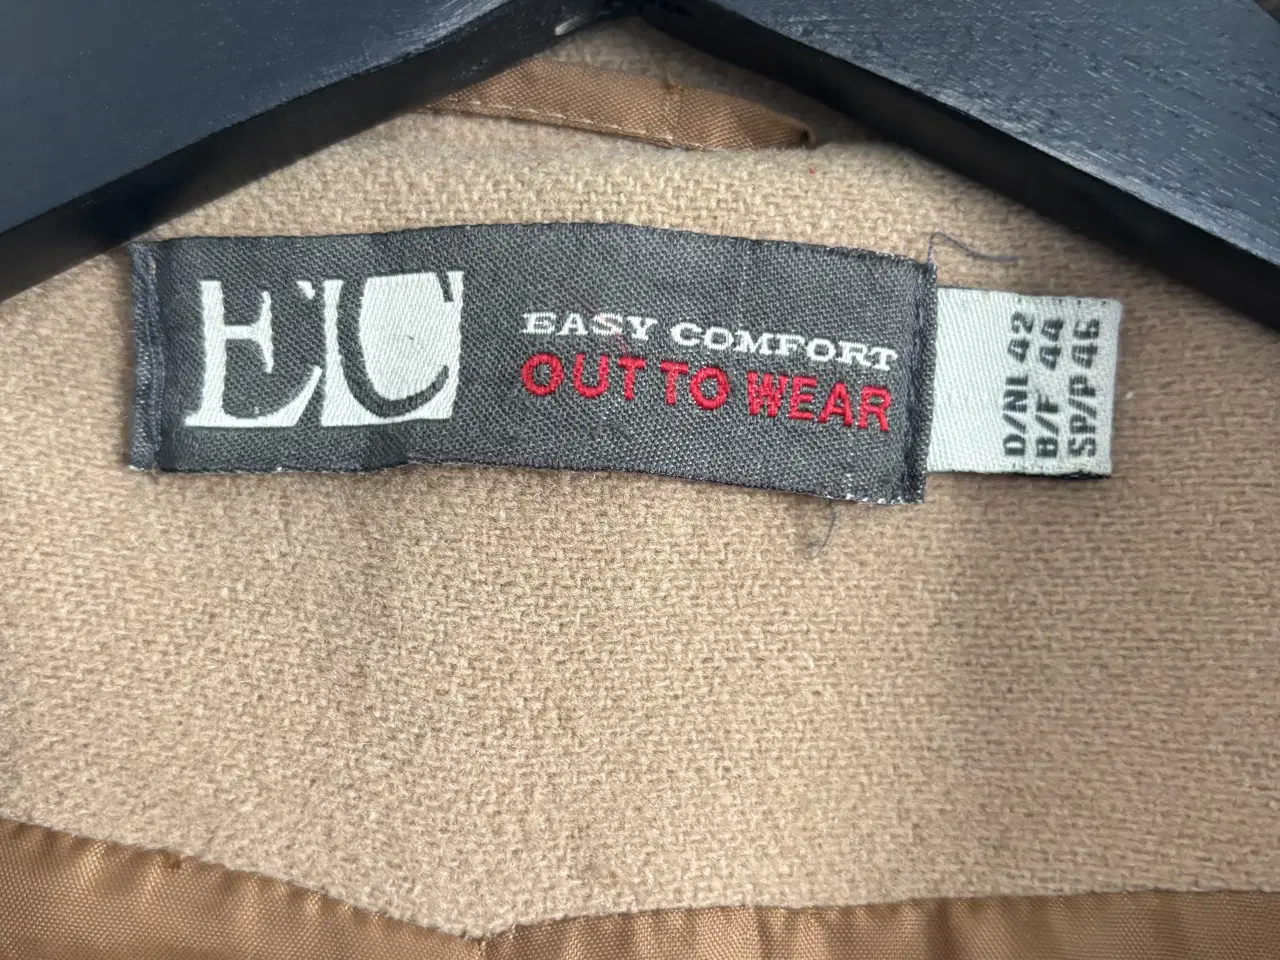 EC
EASY COMFORT
OUT TO WEAR
D/NL 42
B/F 44
SP/P 46